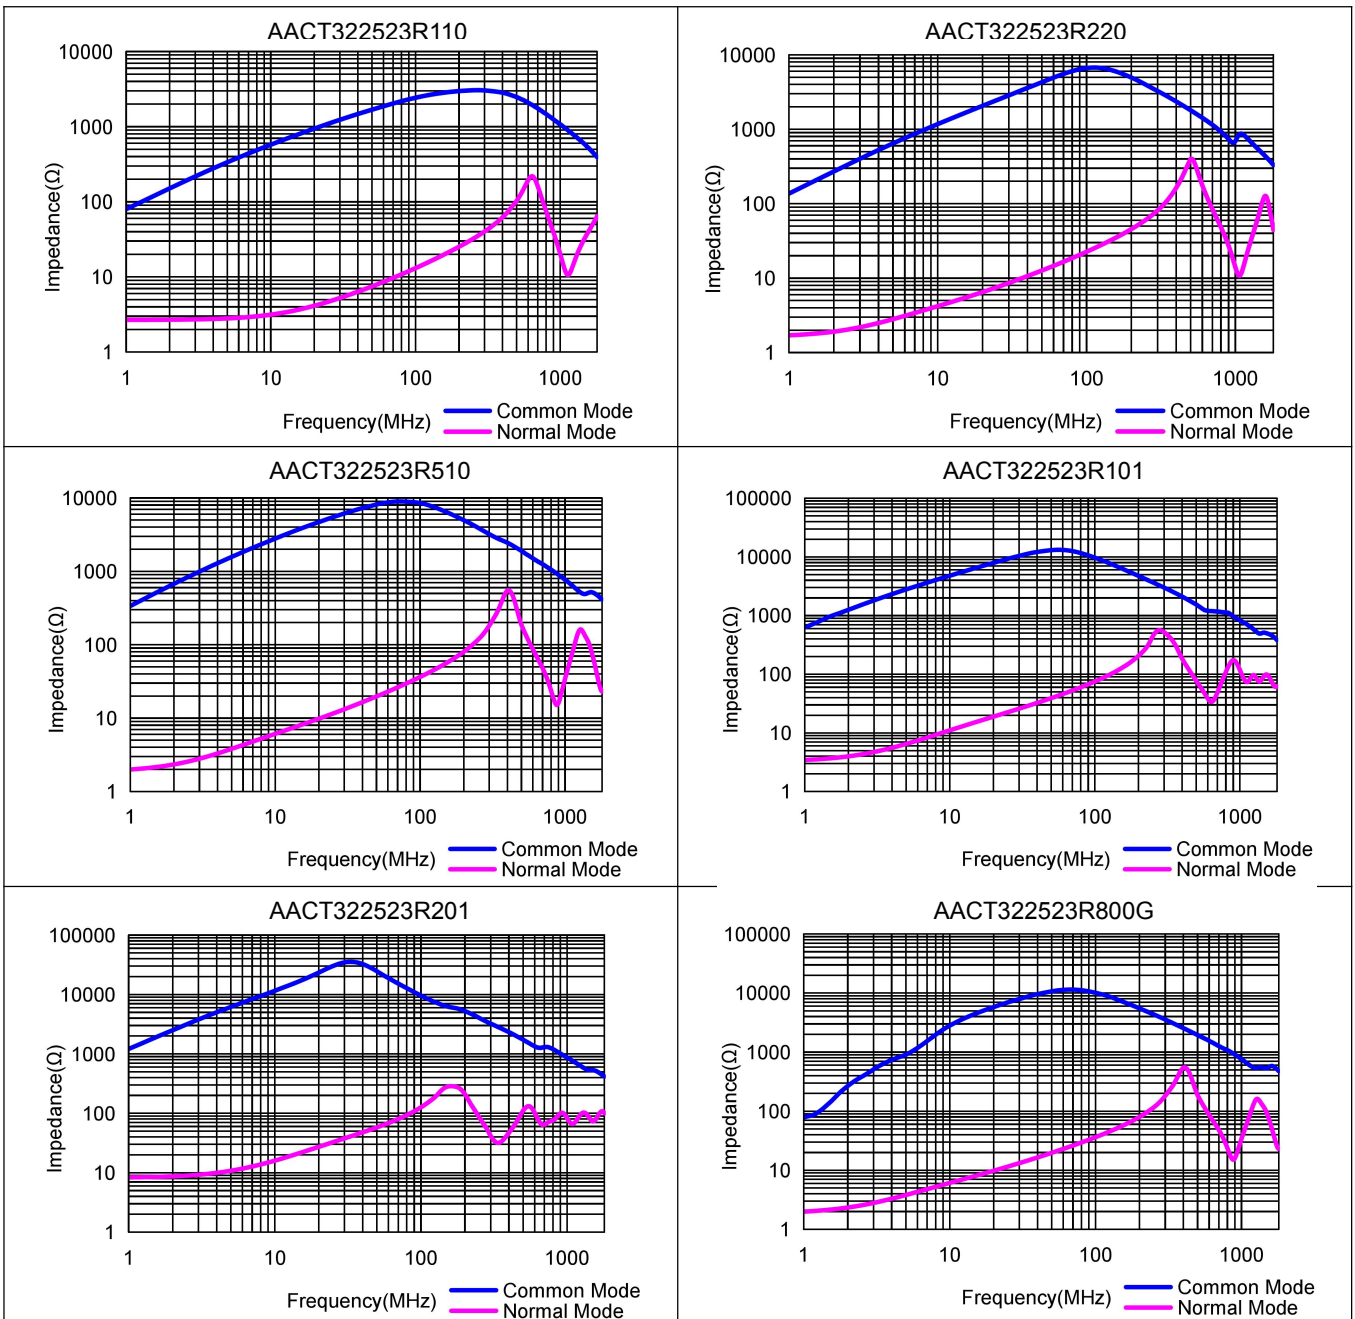 AACT322523R110
10000
1000
100
10
1
Impedance(Ω)
1 10 100 1000
Frequency(MHz)
Common Mode
Normal Mode
AACT322523R220
10000
1000
100
10
1
Impedance(Ω)
1 10 100 1000
Frequency(MHz)
Common Mode
Normal Mode
AACT322523R510
10000
1000
100
10
1
Impedance(Ω)
1 10 100 1000
Frequency(MHz)
Common Mode
Normal Mode
AACT322523R101
100000
10000
1000
100
10
1
Impedance(Ω)
1 10 100 1000
Frequency(MHz)
Common Mode
Normal Mode
AACT322523R201
100000
10000
1000
100
10
1
Impedance(Ω)
1 10 100 1000
Frequency(MHz)
Common Mode
Normal Mode
AACT322523R800G
100000
10000
1000
100
10
1
Impedance(Ω)
1 10 100 1000
Frequency(MHz)
Common Mode
Normal Mode